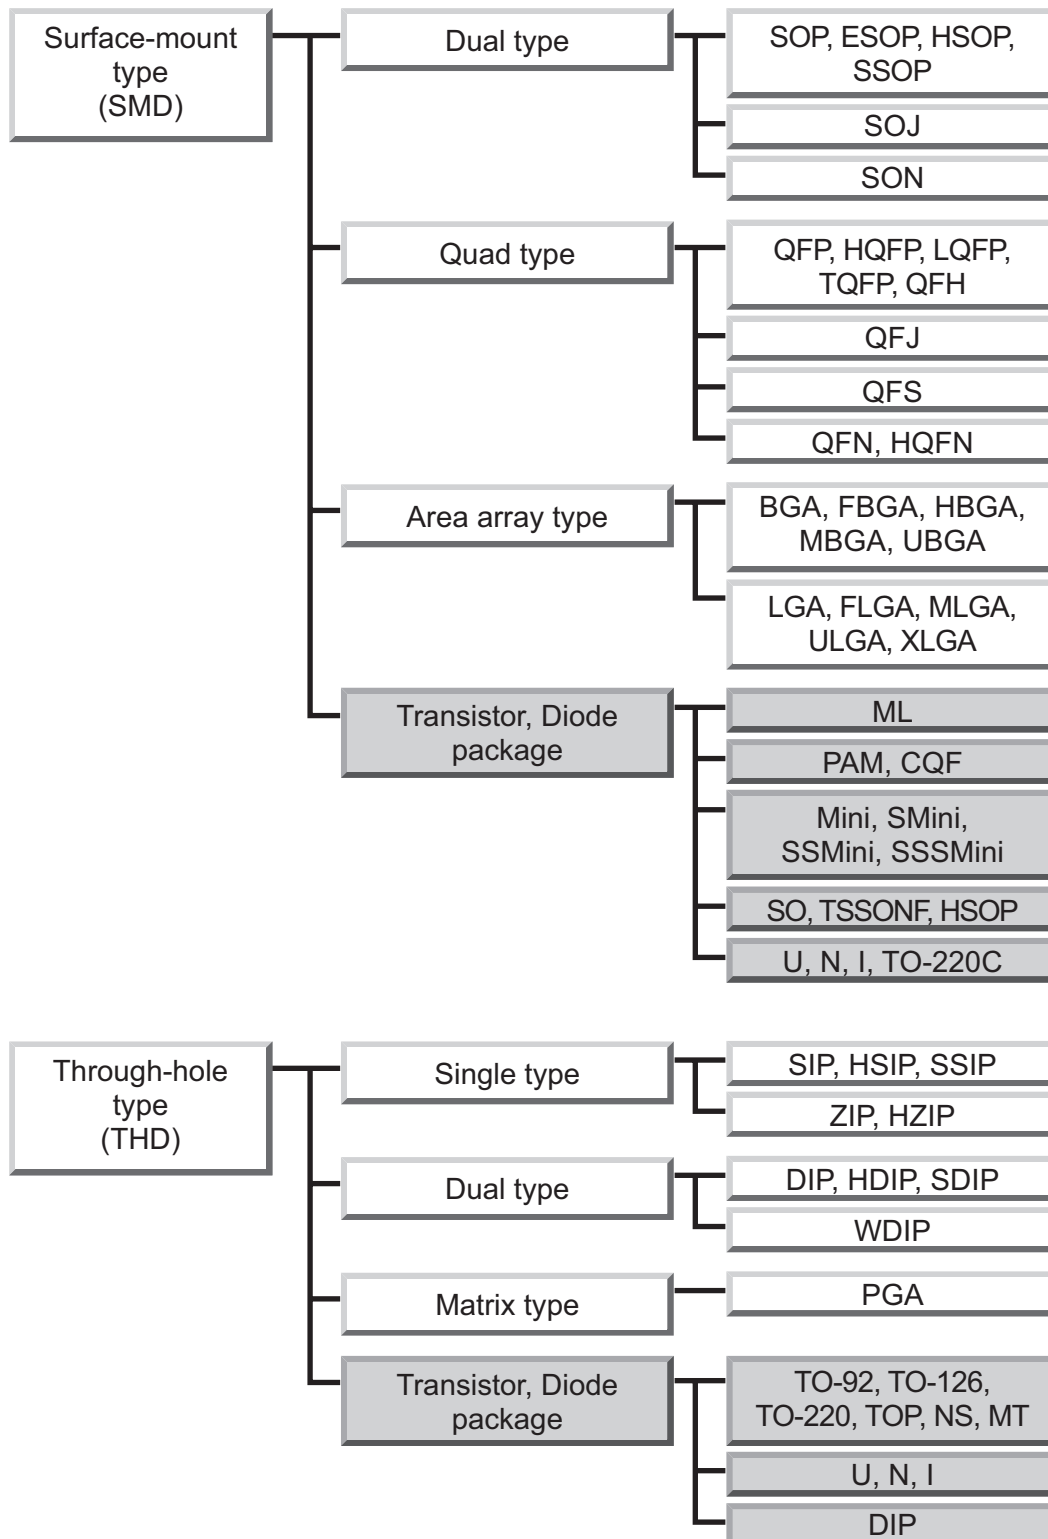 Surface-mount
type
(SMD)
Dual type
SOP, ESOP, HSOP,
SSOP
SOJ
SON
Quad type
QFP, HQFP, LQFP,
TQFP, QFH
QFJ
QFS
QFN, HQFN
Area array type
BGA, FBGA, HBGA,
MBGA, UBGA
LGA, FLGA, MLGA,
ULGA, XLGA
Transistor, Diode
package
ML
PAM, CQF
Mini, SMini,
SSMini, SSSMini
SO, TSSONF, HSOP
U, N, I, TO-220C
Through-hole
type
(THD)
Single type
SIP, HSIP, SSIP
ZIP, HZIP
Dual type
DIP, HDIP, SDIP
WDIP
Matrix type
PGA
Transistor, Diode
package
TO-92, TO-126,
TO-220, TOP, NS, MT
U, N, I
DIP